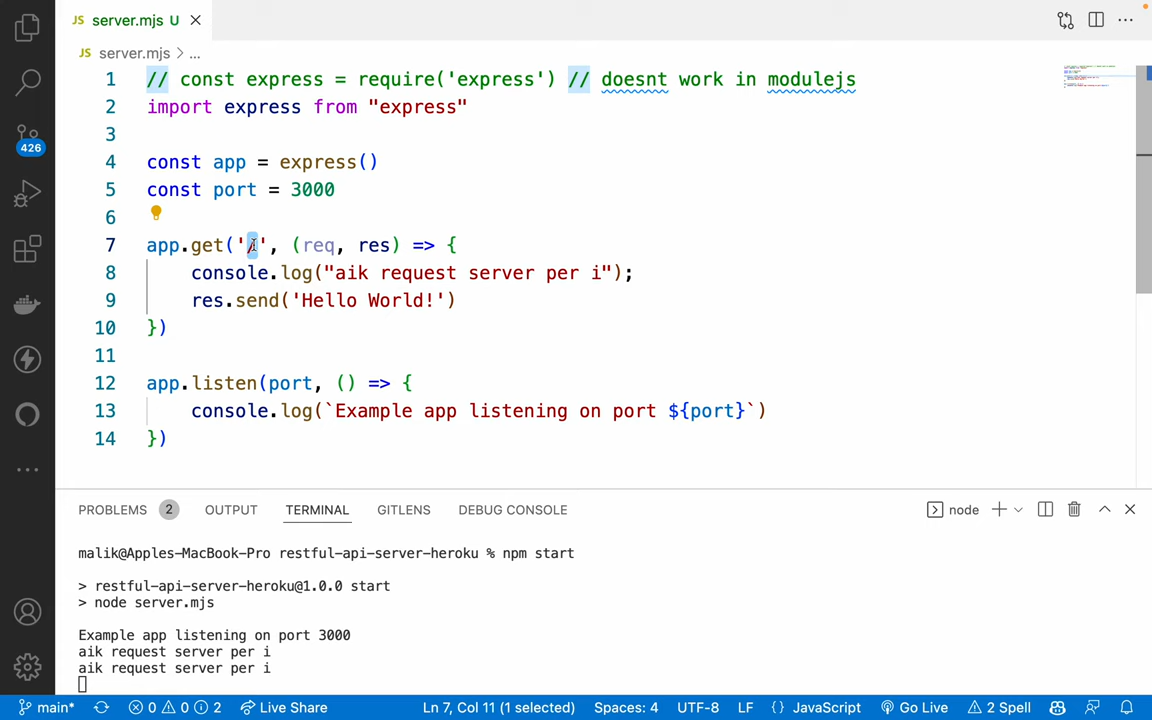 JS server.mjs U
JS server.mjs > ...
1 // const express = require('express') // doesnt work in modulejs
2 import express from "express"
3
4 const app = express()
5 const port = 3000
6
7 app.get('/', (req, res) => {
8 console.log("aik request server per i");
9 res.send('Hello World!')
10 })
11
12 app.listen(port, () => {
13 console.log(`Example app listening on port ${port}`)
14 })
426
PROBLEMS 2 OUTPUT TERMINAL GITLENS DEBUG CONSOLE node
malik@Apples-MacBook-Pro restful-api-server-heroku % npm start
> restful-api-server-heroku@1.0.0 start
> node server.mjs
Example app listening on port 3000
aik request server per i
aik request server per i
main* 0 0 2 Live Share Ln 7, Col 11 (1 selected) Spaces: 4 UTF-8 LF {} JavaScript Go Live 2 Spell